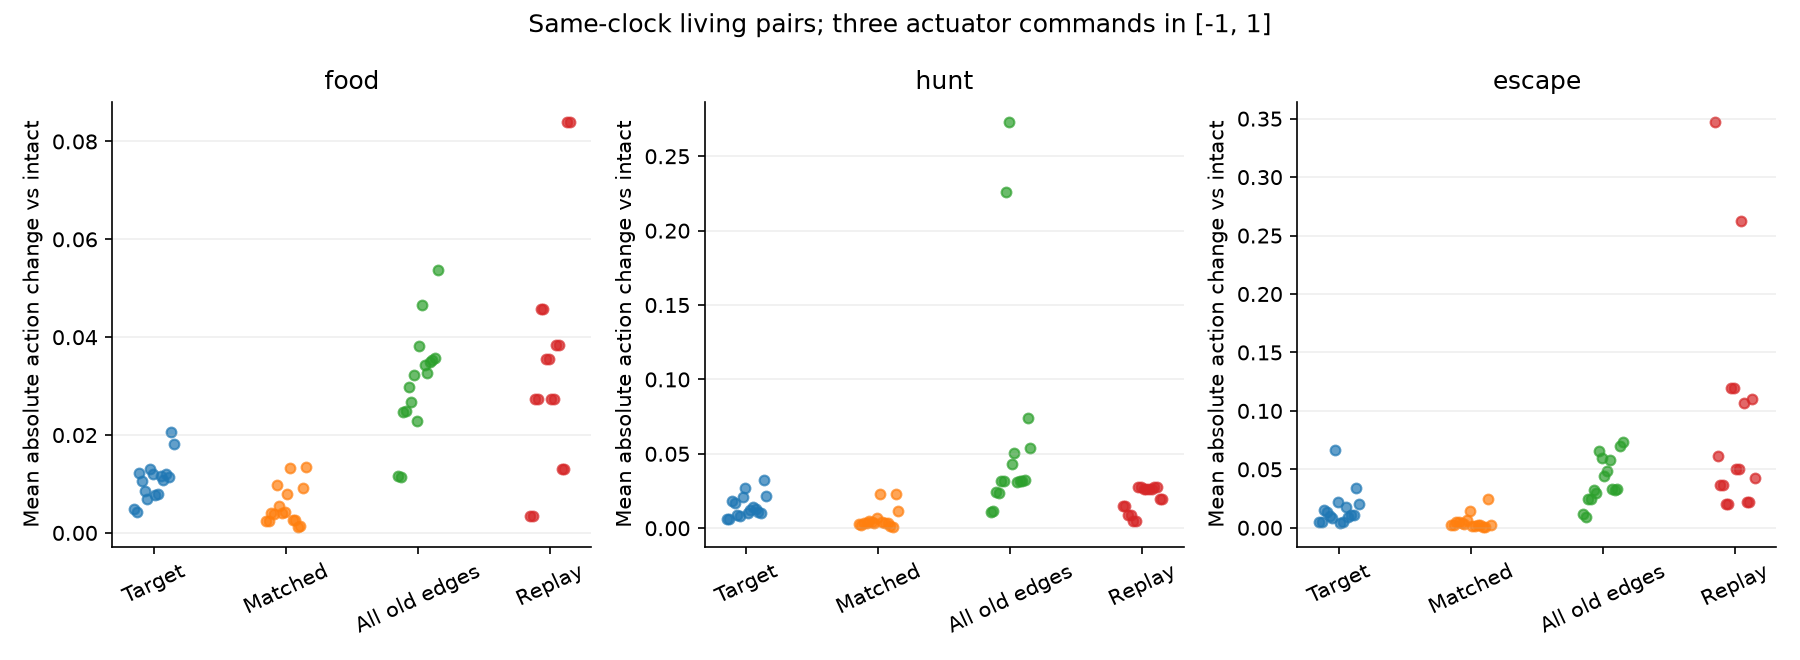 Same-clock living pairs; three actuator commands in [-1, 1]
food
Mean absolute action change vs intact
0.08
0.06
0.04
0.02
0.00
Target
Matched
All old edges
Replay
hunt
Mean absolute action change vs intact
0.25
0.20
0.15
0.10
0.05
0.00
Target
Matched
All old edges
Replay
escape
Mean absolute action change vs intact
0.35
0.30
0.25
0.20
0.15
0.10
0.05
0.00
Target
Matched
All old edges
Replay